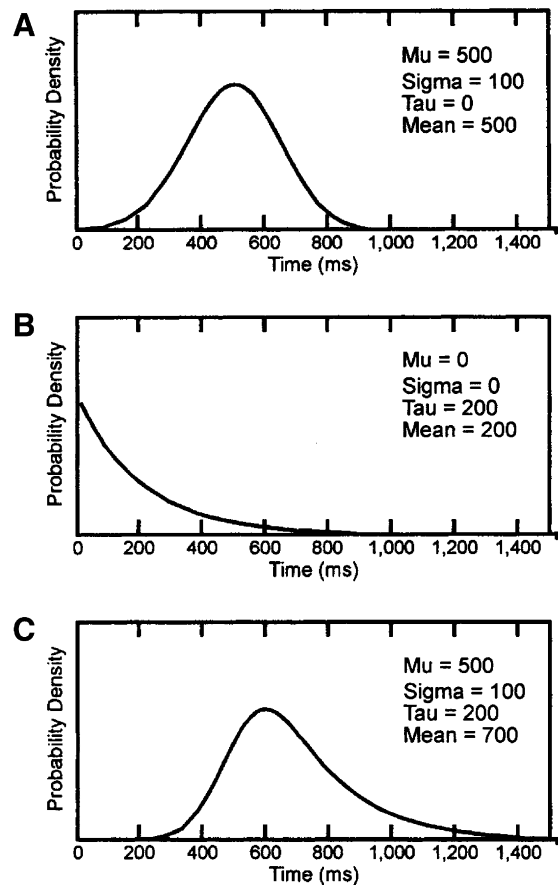 A
Probability Density
Mu = 500
Sigma = 100
Tau = 0
Mean = 500
0 200 400 600 800 1,000 1,200 1,400
Time (ms)
B
Probability Density
Mu = 0
Sigma = 0
Tau = 200
Mean = 200
0 200 400 600 800 1,000 1,200 1,400
Time (ms)
C
Probability Density
Mu = 500
Sigma = 100
Tau = 200
Mean = 700
0 200 400 600 800 1,000 1,200 1,400
Time (ms)